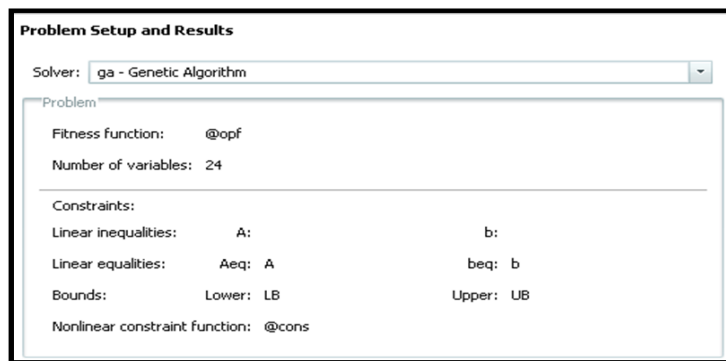 Problem Setup and Results
Solver: ga - Genetic Algorithm
Problem
Fitness function: @opf
Number of variables: 24
Constraints:
Linear inequalities: A: b:
Linear equalities: Aeq: A beq: b
Bounds: Lower: LB Upper: UB
Nonlinear constraint function: @cons